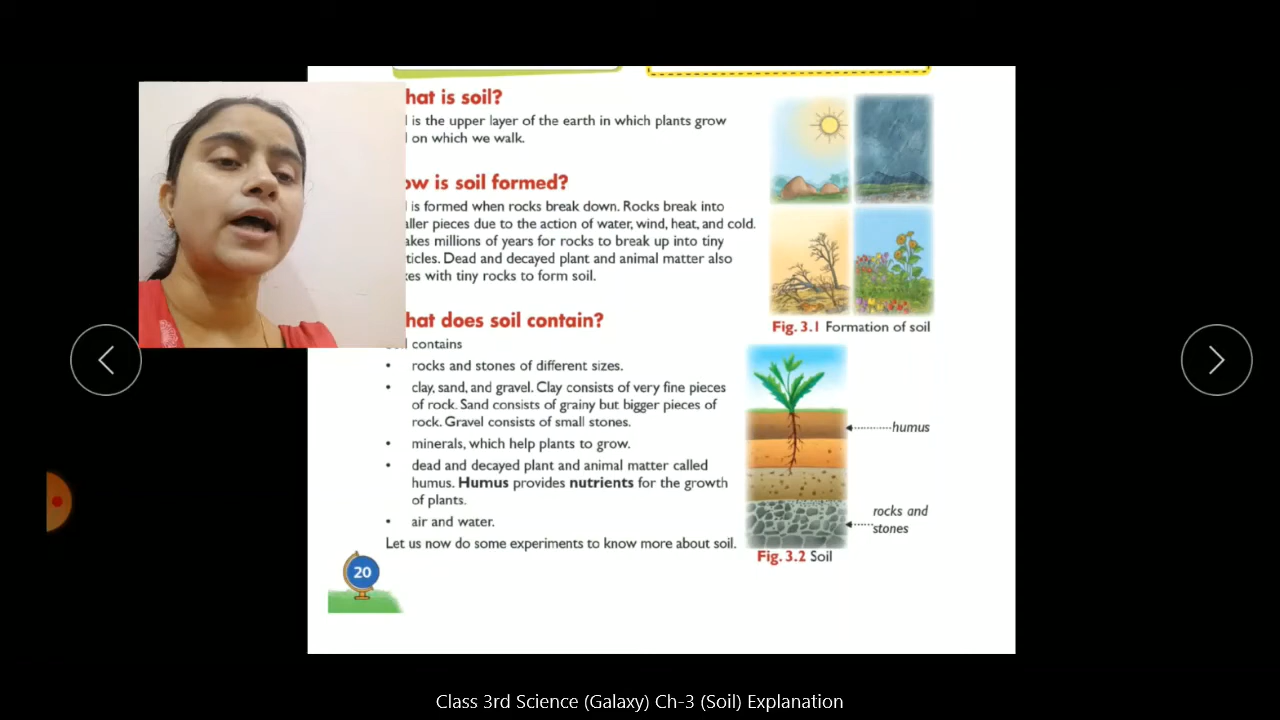 hat is soil?
l is the upper layer of the earth in which plants grow
l on which we walk.
ow is soil formed?
l is formed when rocks break down. Rocks break into
aller pieces due to the action of water, wind, heat, and cold.
akes millions of years for rocks to break up into tiny
ticles. Dead and decayed plant and animal matter also
es with tiny rocks to form soil.
Fig. 3.1 Formation of soil
hat does soil contain?
Soil contains
• rocks and stones of different sizes.
• clay, sand, and gravel. Clay consists of very fine pieces
of rock. Sand consists of grainy but bigger pieces of
rock. Gravel consists of small stones.
• minerals, which help plants to grow.
• dead and decayed plant and animal matter called
humus. Humus provides nutrients for the growth
of plants.
• air and water.
Let us now do some experiments to know more about soil.
humus
rocks and
stones
Fig. 3.2 Soil
20
Class 3rd Science (Galaxy) Ch-3 (Soil) Explanation